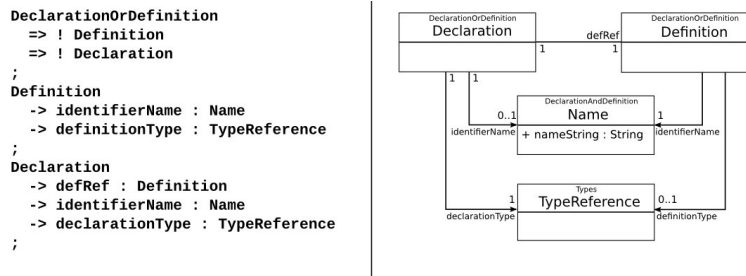 DeclarationOrDefinition
=> ! Definition
=> ! Declaration
;
Definition
-> identifierName : Name
-> definitionType : TypeReference
;
Declaration
-> defRef : Definition
-> identifierName : Name
-> declarationType : TypeReference
;
DeclarationOrDefinition
Declaration
DeclarationOrDefinition
Definition
defRef
1
1
1
1
DeclarationAndDefinition
Name
+ nameString : String
0..1
identifierName
1
identifierName
Types
TypeReference
1
declarationType
0..1
definitionType